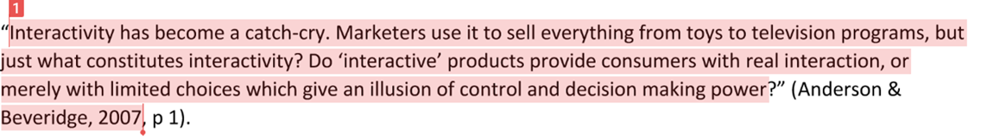 1
“Interactivity has become a catch-cry. Marketers use it to sell everything from toys to television programs, but
just what constitutes interactivity? Do ‘interactive’ products provide consumers with real interaction, or
merely with limited choices which give an illusion of control and decision making power?” (Anderson &
Beveridge, 2007, p 1).